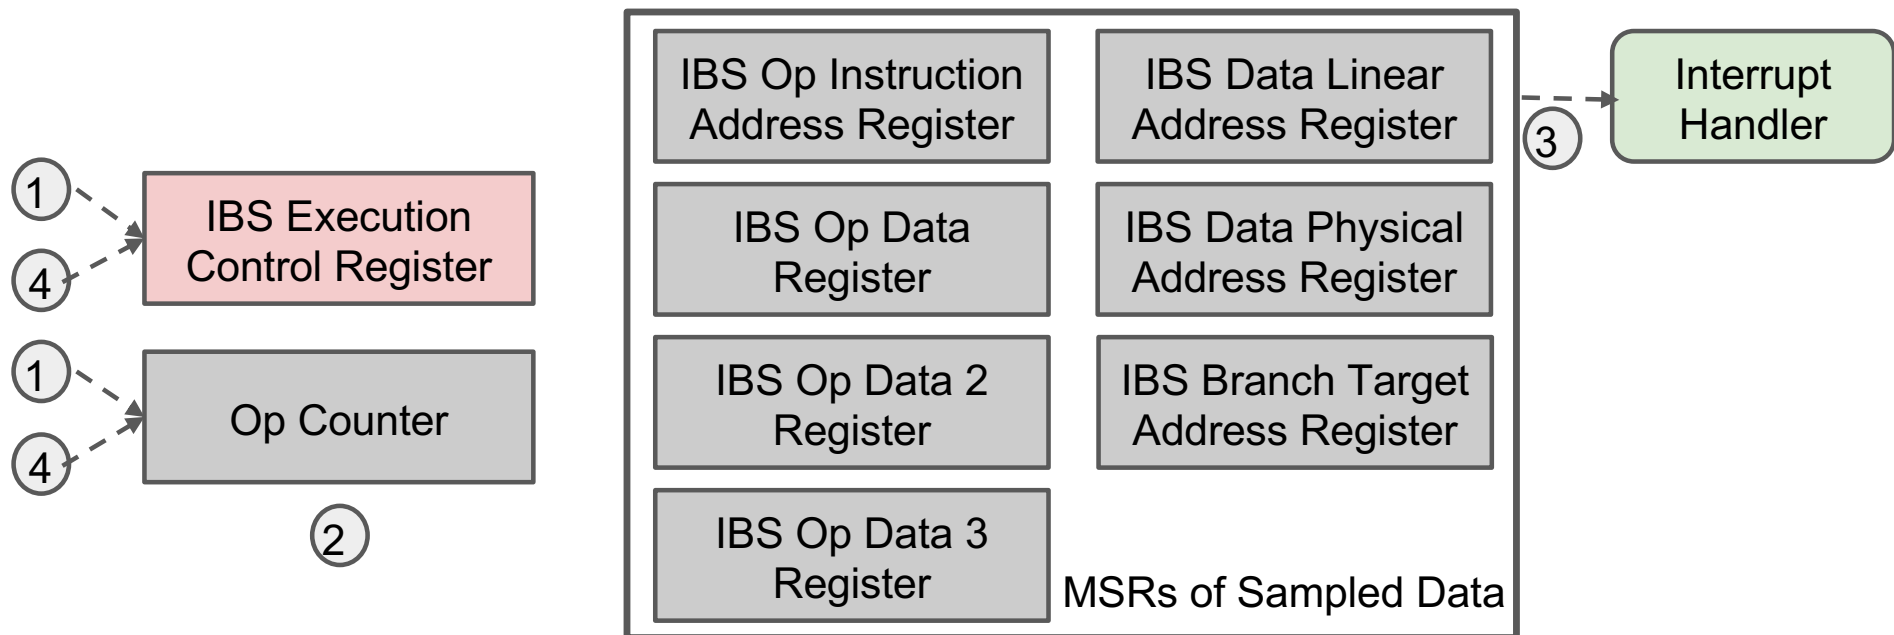 1
4
IBS Execution
Control Register
1
4
Op Counter
2
IBS Op Instruction
Address Register
IBS Data Linear
Address Register
IBS Op Data
Register
IBS Data Physical
Address Register
IBS Op Data 2
Register
IBS Branch Target
Address Register
IBS Op Data 3
Register
MSRs of Sampled Data
3
Interrupt
Handler